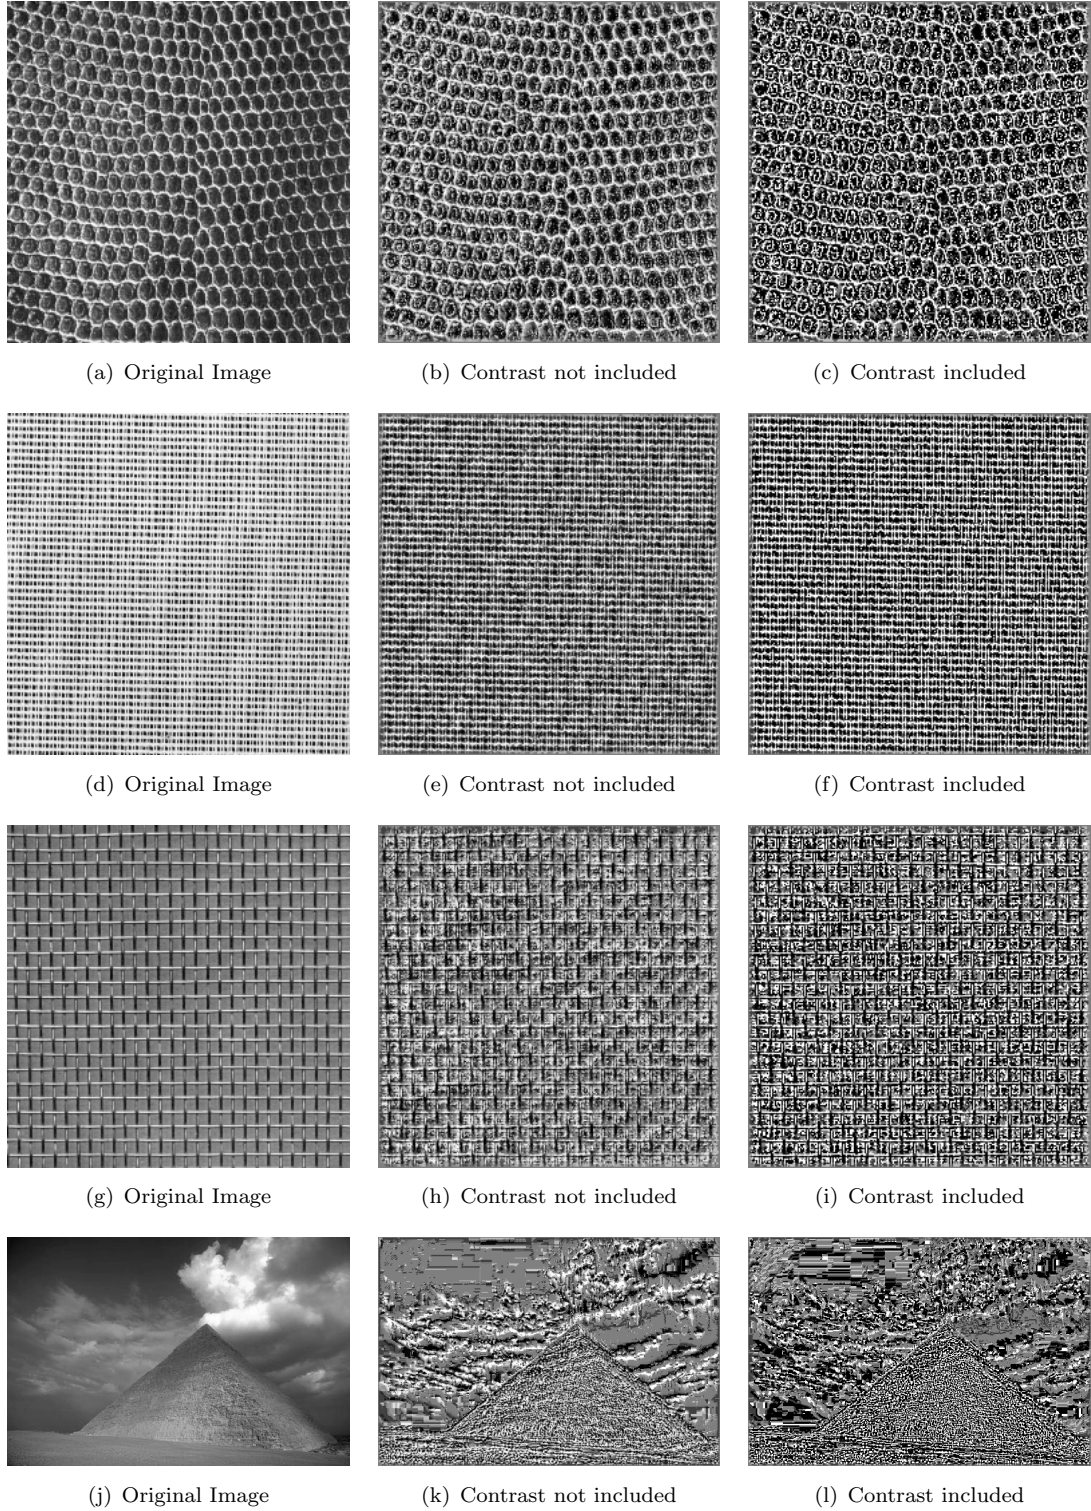 (a) Original Image
(b) Contrast not included
(c) Contrast included
(d) Original Image
(e) Contrast not included
(f) Contrast included
(g) Original Image
(h) Contrast not included
(i) Contrast included
(j) Original Image
(k) Contrast not included
(l) Contrast included